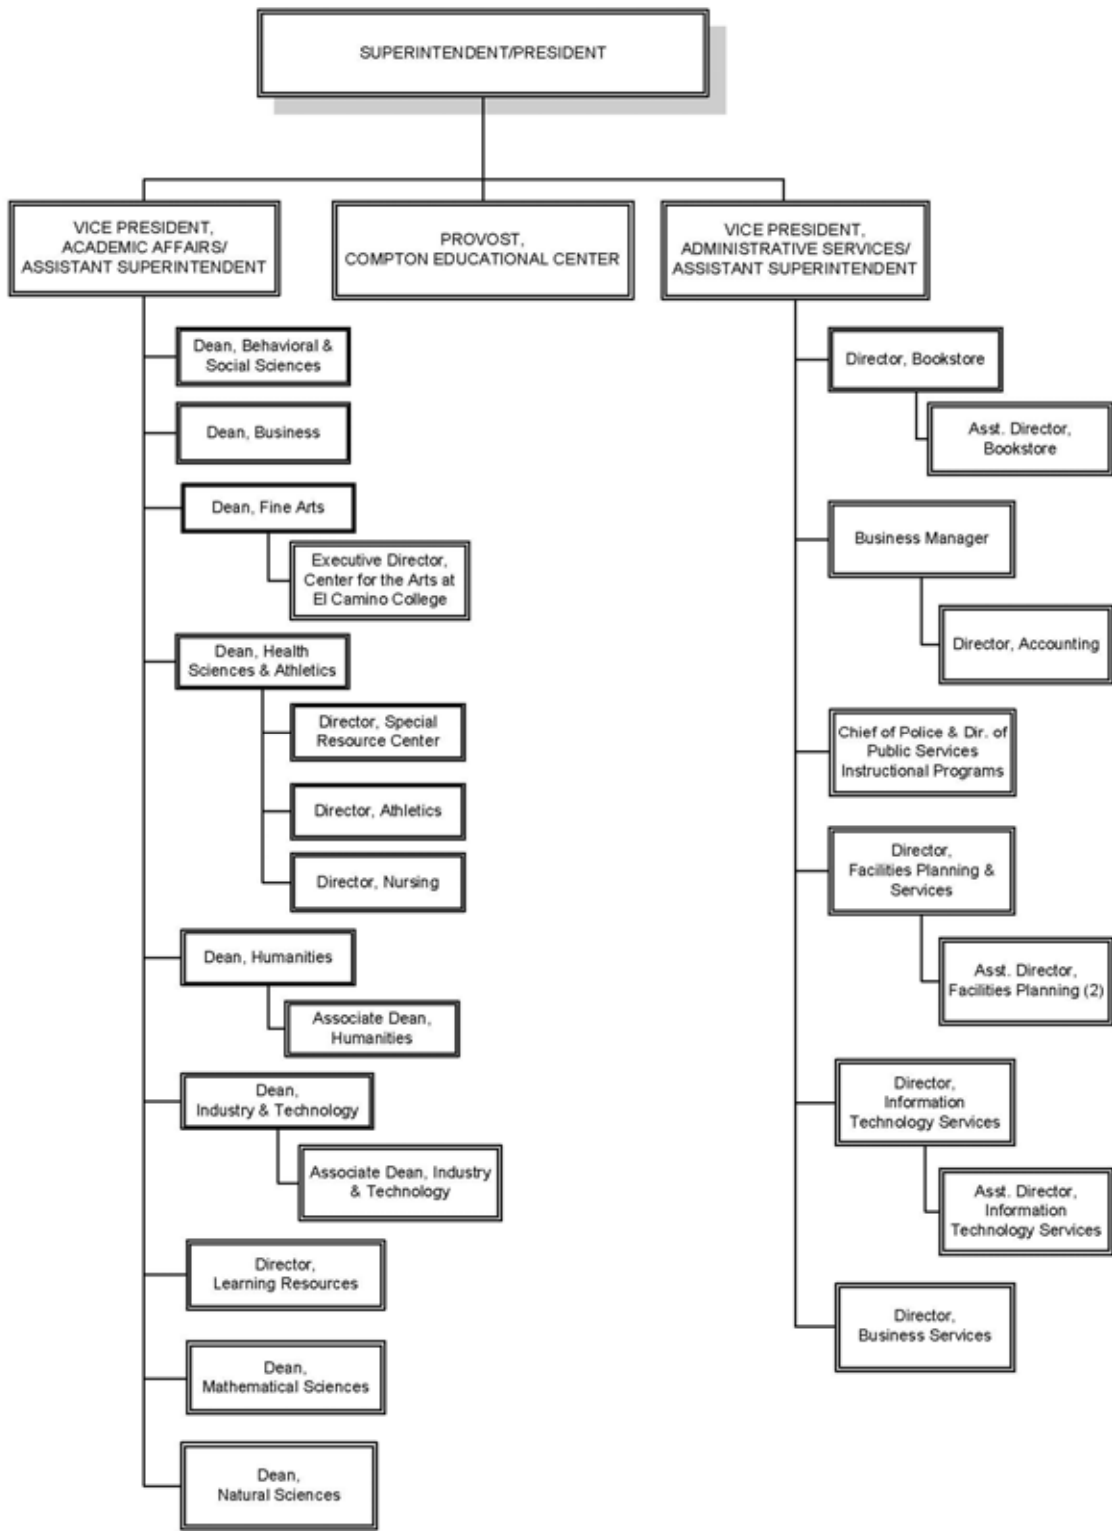 SUPERINTENDENT/PRESIDENT
VICE PRESIDENT,
ACADEMIC AFFAIRS/
ASSISTANT SUPERINTENDENT
PROVOST,
COMPTON EDUCATIONAL CENTER
VICE PRESIDENT,
ADMINISTRATIVE SERVICES/
ASSISTANT SUPERINTENDENT
Dean, Behavioral &
Social Sciences
Dean, Business
Dean, Fine Arts
Executive Director,
Center for the Arts at
El Camino College
Dean, Health
Sciences & Athletics
Director, Special
Resource Center
Director, Athletics
Director, Nursing
Dean, Humanities
Associate Dean,
Humanities
Dean,
Industry & Technology
Associate Dean, Industry
& Technology
Director,
Learning Resources
Dean,
Mathematical Sciences
Dean,
Natural Sciences
Director, Bookstore
Asst. Director,
Bookstore
Business Manager
Director, Accounting
Chief of Police & Dir. of
Public Services
Instructional Programs
Director,
Facilities Planning &
Services
Asst. Director,
Facilities Planning (2)
Director,
Information
Technology Services
Asst. Director,
Information
Technology Services
Director,
Business Services